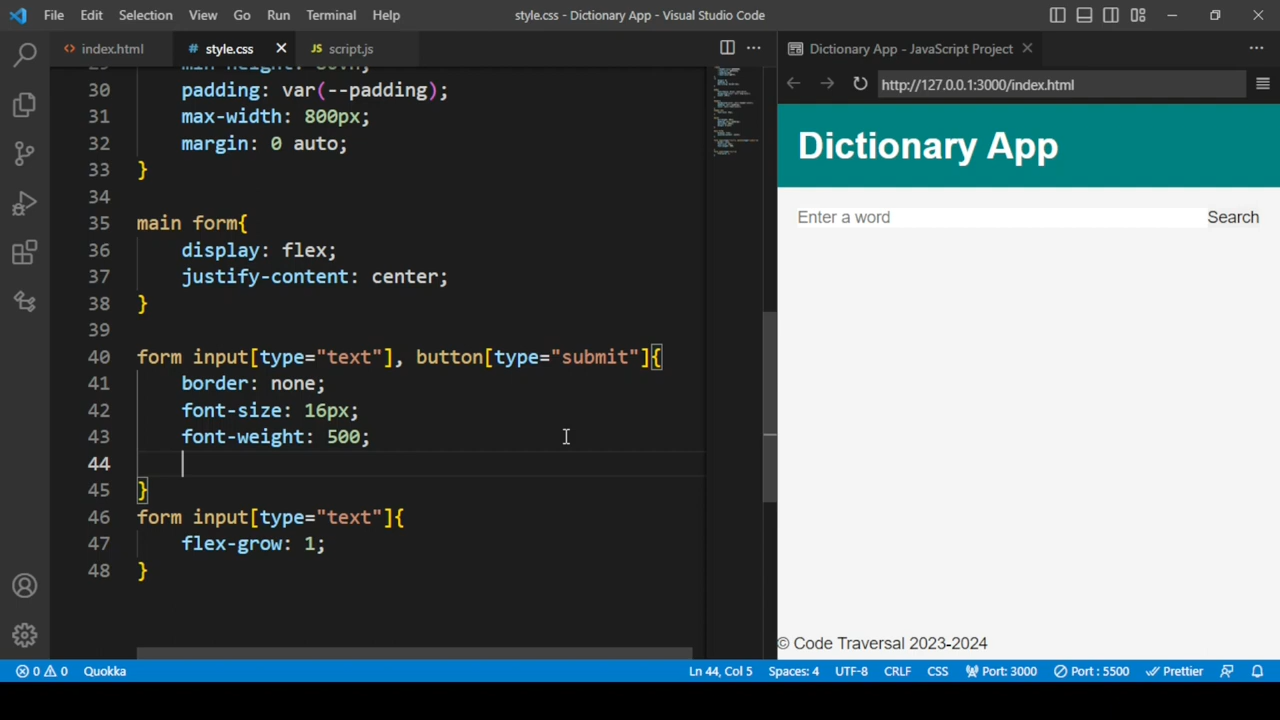 File Edit Selection View Go Run Terminal Help
style.css - Dictionary App - Visual Studio Code
index.html
# style.css
JS script.js
30 padding: var(--padding);
31 max-width: 800px;
32 margin: 0 auto;
33 }
34
35 main form{
36 display: flex;
37 justify-content: center;
38 }
39
40 form input[type="text"], button[type="submit"]{
41 border: none;
42 font-size: 16px;
43 font-weight: 500;
44
45 }
46 form input[type="text"]{
47 flex-grow: 1;
48 }
Dictionary App - JavaScript Project
http://127.0.0.1:3000/index.html
Dictionary App
Enter a word
Search
© Code Traversal 2023-2024
0 0 Quokka
Ln 44, Col 5 Spaces: 4 UTF-8 CRLF CSS Port: 3000 Port : 5500 Prettier